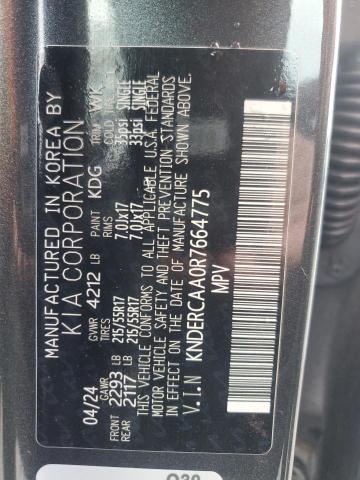 MANUFACTURED IN KOREA BY
KIA CORPORATION
04/24 GVWR 4212 LB PAINT KDG TRIM WK
GAWR TIRES RIMS COLD
FRONT 2293 LB 215/55R17 7.0Jx17 33psi SINGLE
REAR 2117 LB 215/55R17 7.0Jx17 33psi SINGLE
THIS VEHICLE CONFORMS TO ALL APPLICABLE U.S.A. FEDERAL
MOTOR VEHICLE SAFETY AND THEFT PREVENTION STANDARDS
IN EFFECT ON THE DATE OF MANUFACTURE SHOWN ABOVE.
V.I.N KNDERCAA0R7664775
MPV